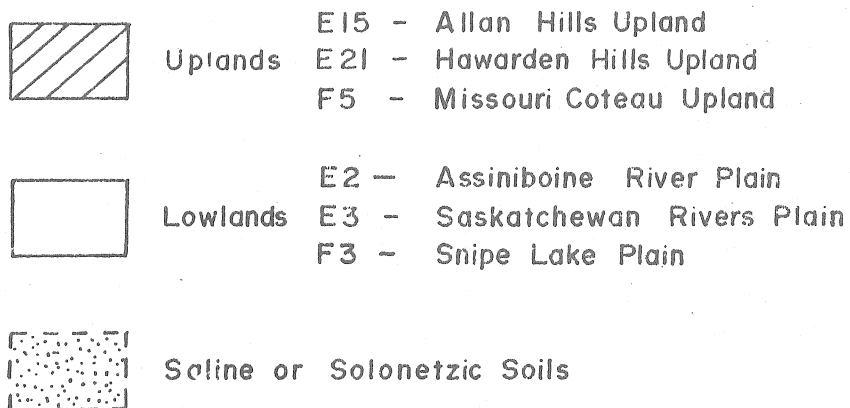 E15 - Allan Hills Upland
Uplands E21 - Hawarden Hills Upland
F5 - Missouri Coteau Upland
E2 - Assiniboine River Plain
Lowlands E3 - Saskatchewan Rivers Plain
F3 - Snipe Lake Plain
Saline or Solonetzic Soils